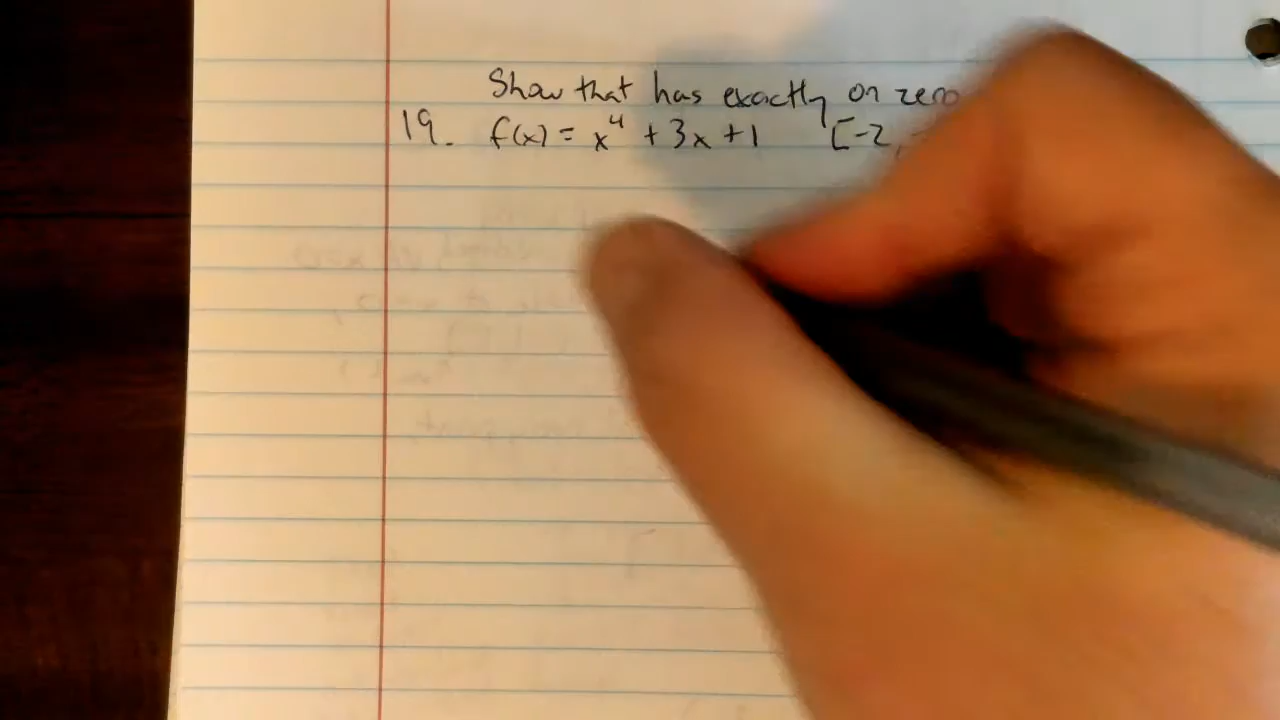 Show that has exactly on zero
19. f(x) = x⁴ + 3x + 1 [-2,